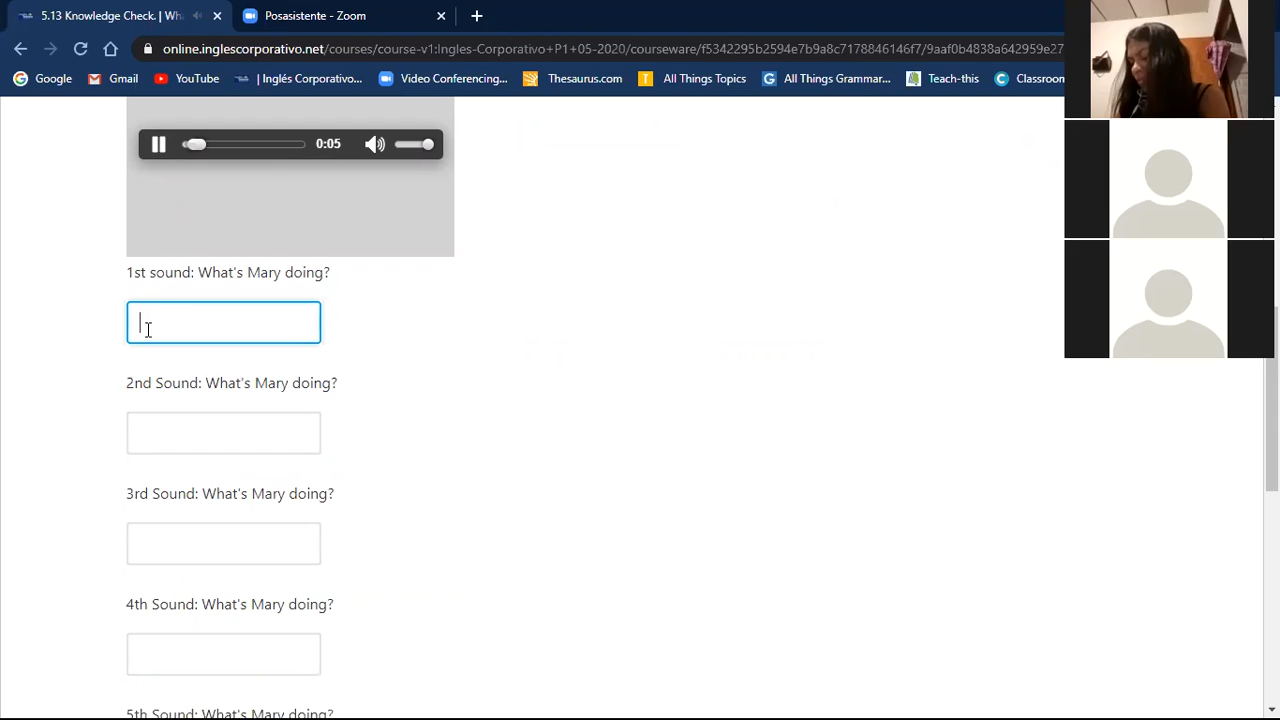 5.13 Knowledge Check. | Wha
Posasistente - Zoom
online.inglescorporativo.net/courses/course-v1:Ingles-Corporativo+P1+05-2020/courseware/f5342295b2594e7b9a8c7178846146f7/9aaf0b4838a642959e27
Google
Gmail
YouTube
| Inglés Corporativo...
Video Conferencing...
Thesaurus.com
All Things Topics
All Things Grammar...
Teach-this
Classroom
0:05
1st sound: What's Mary doing?
2nd Sound: What's Mary doing?
3rd Sound: What's Mary doing?
4th Sound: What's Mary doing?
5th Sound: What's Mary doing?